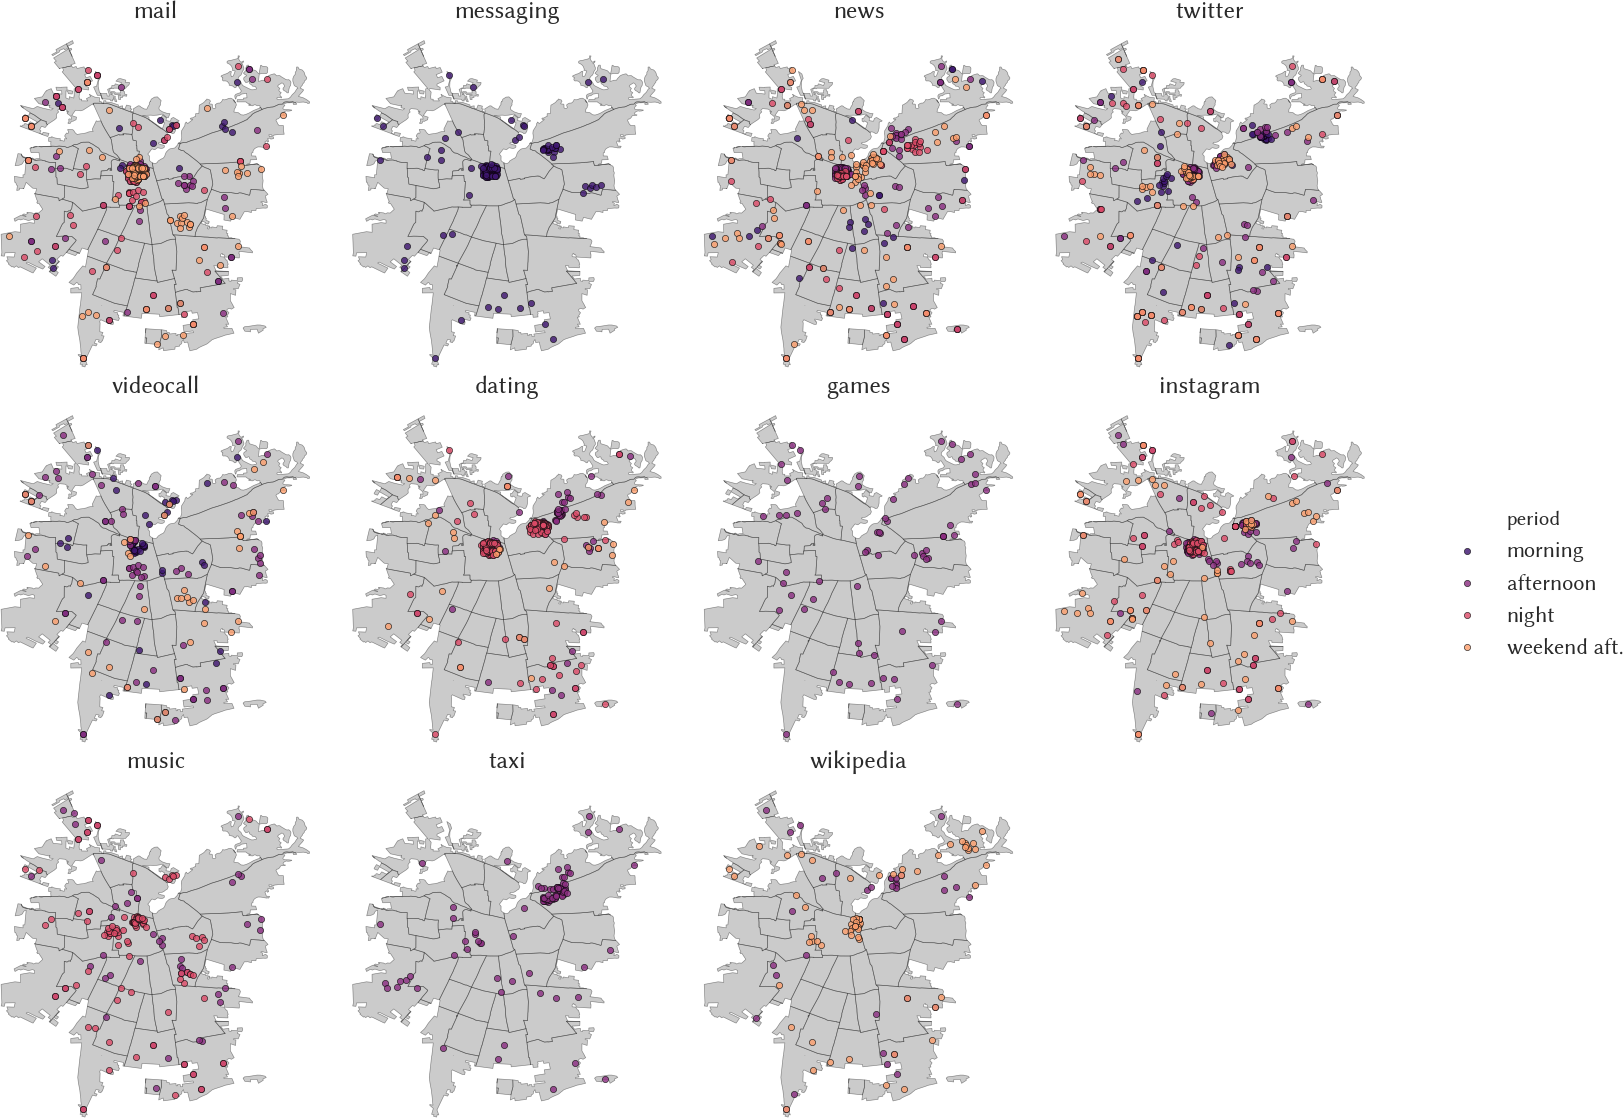 mail
messaging
news
twitter
videocall
dating
games
instagram
period
morning
afternoon
night
weekend aft.
music
taxi
wikipedia